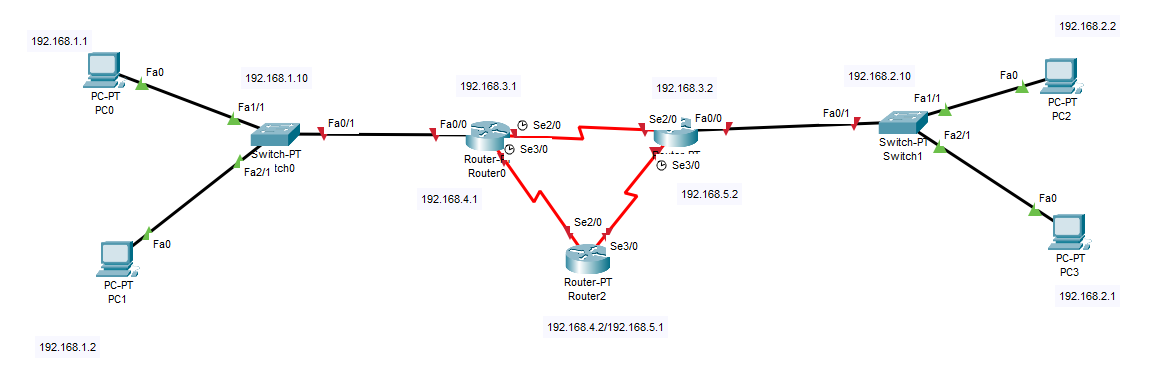 192.168.1.1
Fa0
PC-PT
PC0
192.168.1.10
Fa1/1
Fa0/1
Switch-PT
tch0
Fa2/1
Fa0
PC-PT
PC1
192.168.1.2
192.168.3.1
Fa0/0
Se2/0
Se3/0
Router0
192.168.4.1
192.168.3.2
Se2/0
Fa0/0
Se3/0
192.168.5.2
Se2/0
Se3/0
Router-PT
Router2
192.168.4.2/192.168.5.1
192.168.2.10
Fa0/1
Fa1/1
Switch-PT
Switch1
Fa2/1
192.168.2.2
Fa0
PC-PT
PC2
Fa0
PC-PT
PC3
192.168.2.1